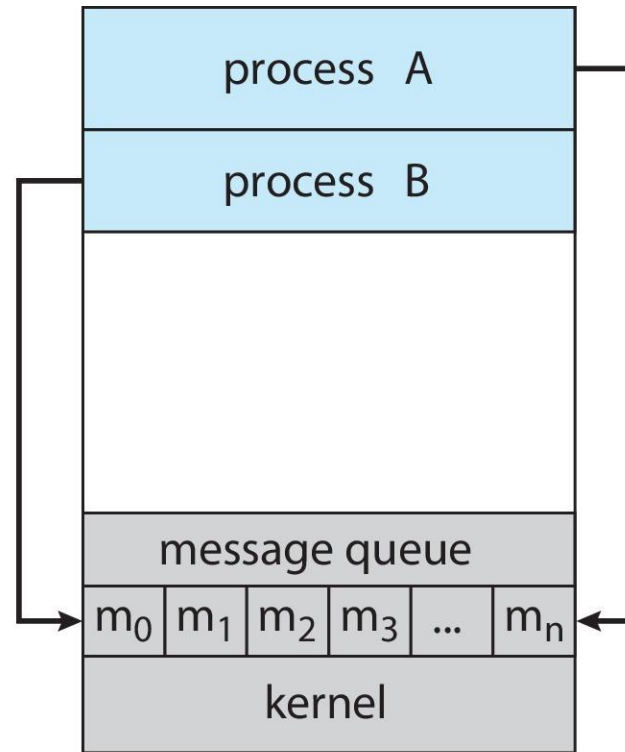 process A
process B
message queue
m₀ m₁ m₂ m₃ ... mₙ
kernel